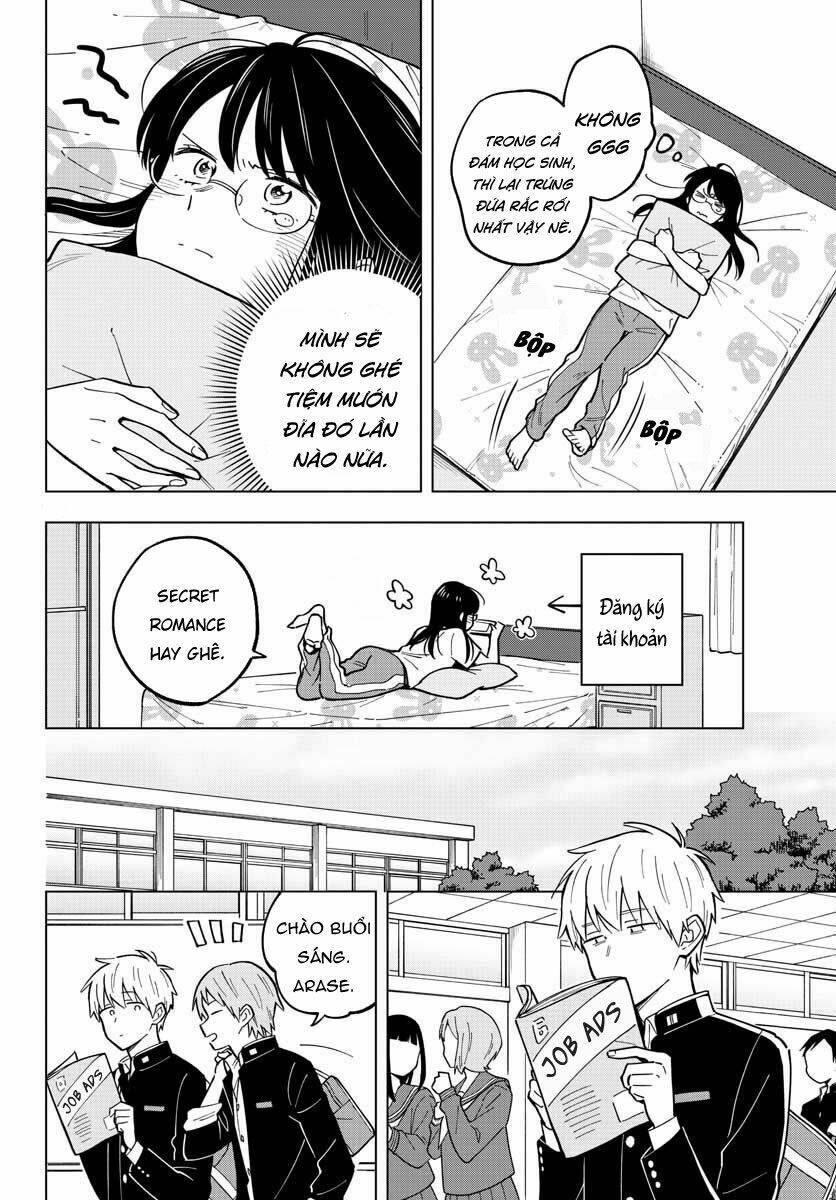 KHÔNG
GGG
TRONG CẢ
ĐÁM HỌC SINH,
THÌ LẠI TRÚNG
ĐỨA RẮC RỐI
NHẤT VẬY NÈ.
BỘP
BỘP
MÌNH SẼ
KHÔNG GHÉ
TIỆM MƯỚN
ĐĨA ĐÓ LẦN
NÀO NỮA.
Đăng ký
tài khoản
SECRET
ROMANCE
HAY GHÊ.
JOB ADS
CHÀO BUỔI
SÁNG.
ARASE.
JOB ADS